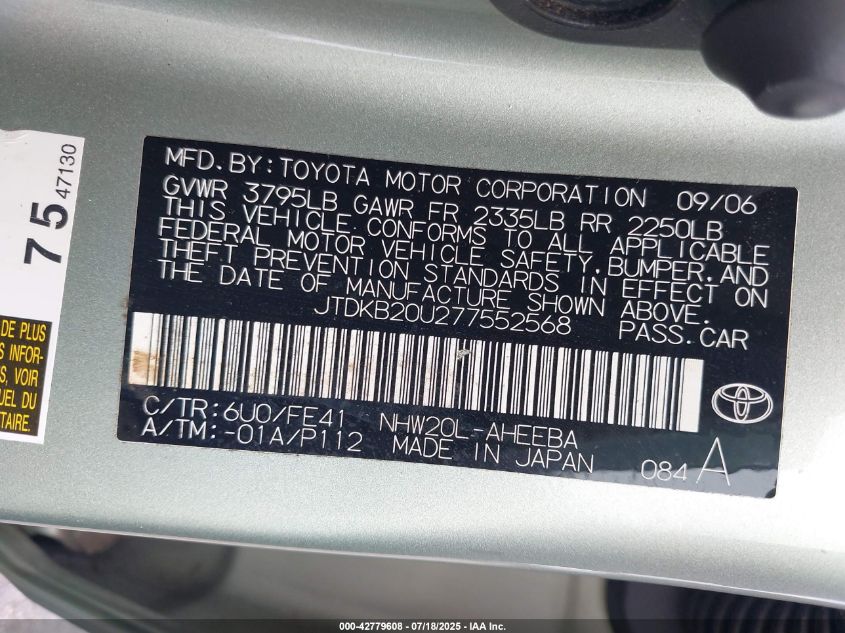 MFD.BY:TOYOTA MOTOR CORPORATION 09/06
GVWR 3795LB GAWR FR 2335LB RR 2250LB
THIS VEHICLE CONFORMS TO ALL APPLICABLE
FEDERAL MOTOR VEHICLE SAFETY,BUMPER,AND
THEFT PREVENTION STANDARDS IN EFFECT ON
THE DATE OF MANUFACTURE SHOWN ABOVE.
JTDKB20U277552568 PASS.CAR
C/TR:6U0/FE41 NHW20L-AHEEBA
A/TM:-01A/P112 MADE IN JAPAN 084 A
75
47130
DE PLUS
INFOR-
S, VOIR
UEL DU
TAIRE.
000-42779608 - 07/18/2025 - IAA Inc.